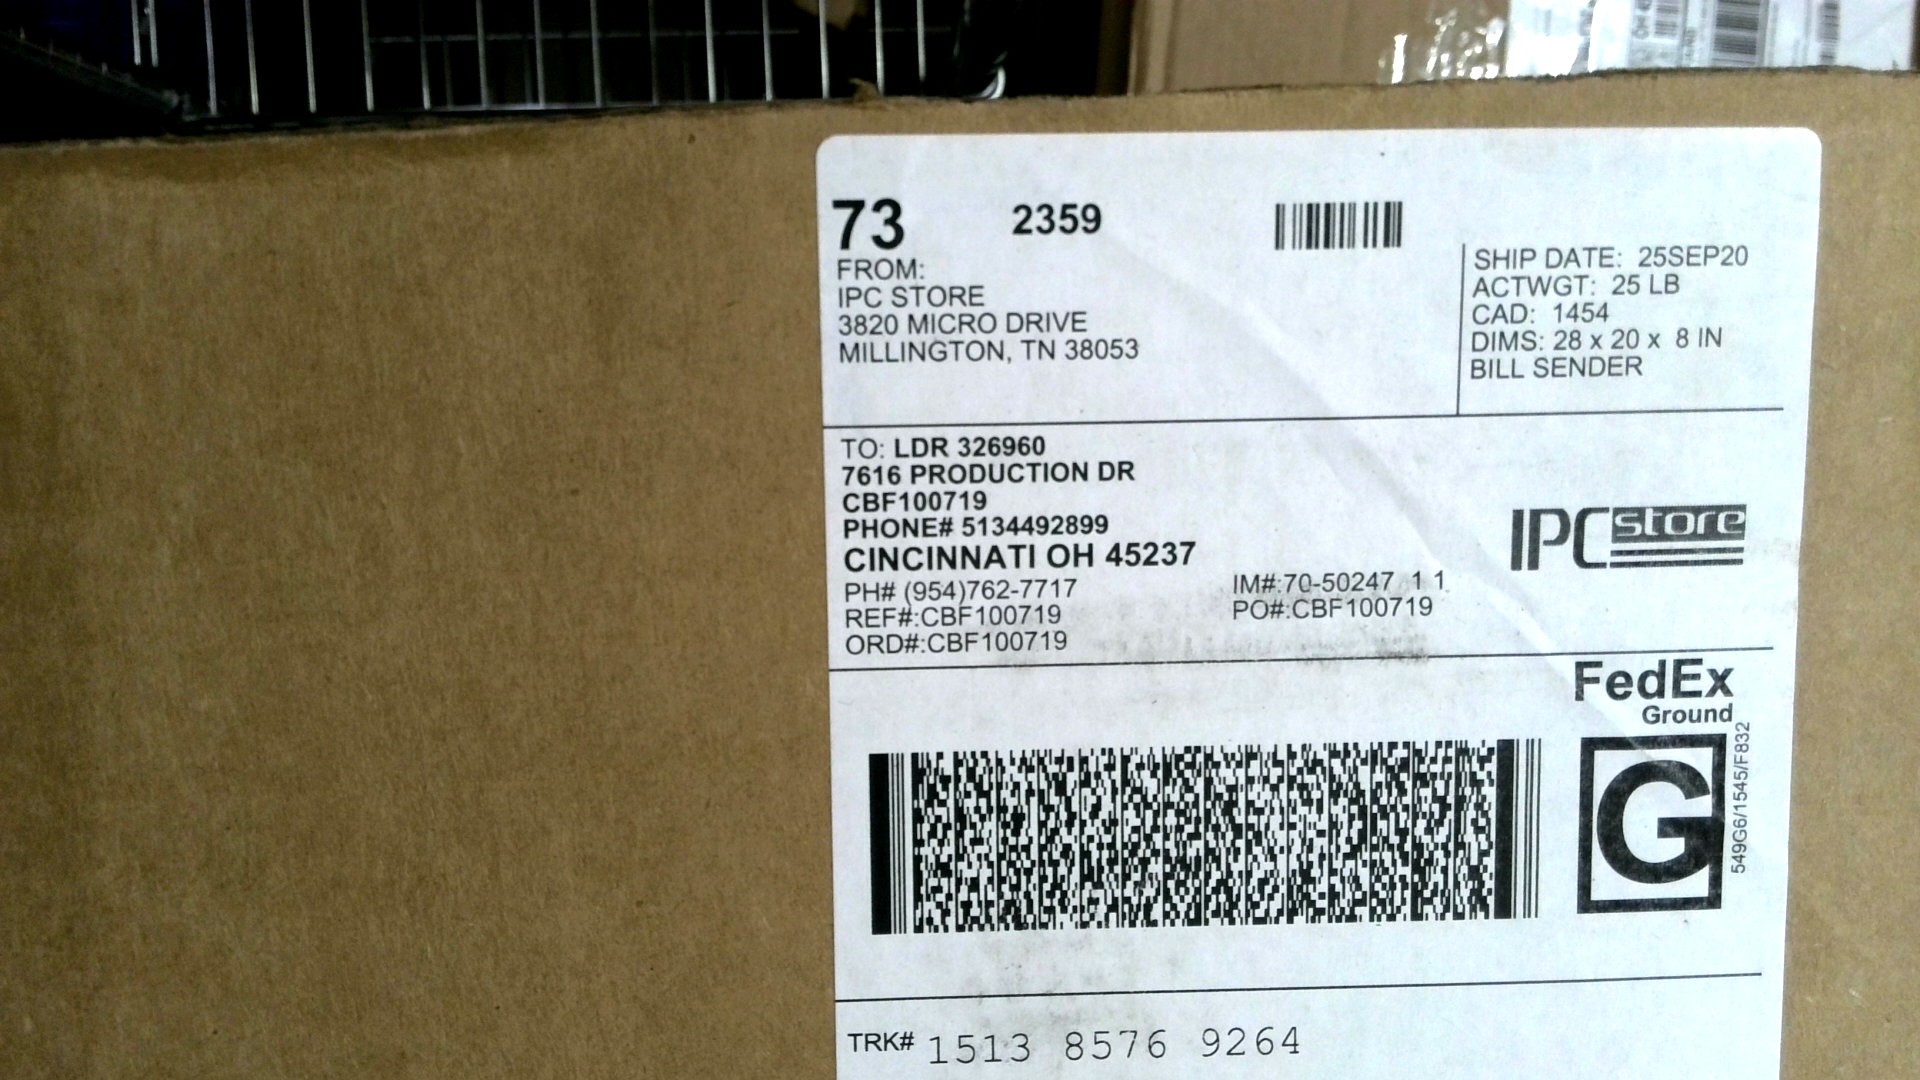 73 2359
FROM:
IPC STORE
3820 MICRO DRIVE
MILLINGTON, TN 38053
SHIP DATE: 25SEP20
ACTWGT: 25 LB
CAD: 1454
DIMS: 28 x 20 x 8 IN
BILL SENDER
TO: LDR 326960
7616 PRODUCTION DR
CBF100719
PHONE# 5134492899
CINCINNATI OH 45237
PH# (954)762-7717
REF#:CBF100719
ORD#:CBF100719
IM#:70-50247 1 1
PO#:CBF100719
IPC store
FedEx
Ground
G
549G6/1545/F832
TRK# 1513 8576 9264